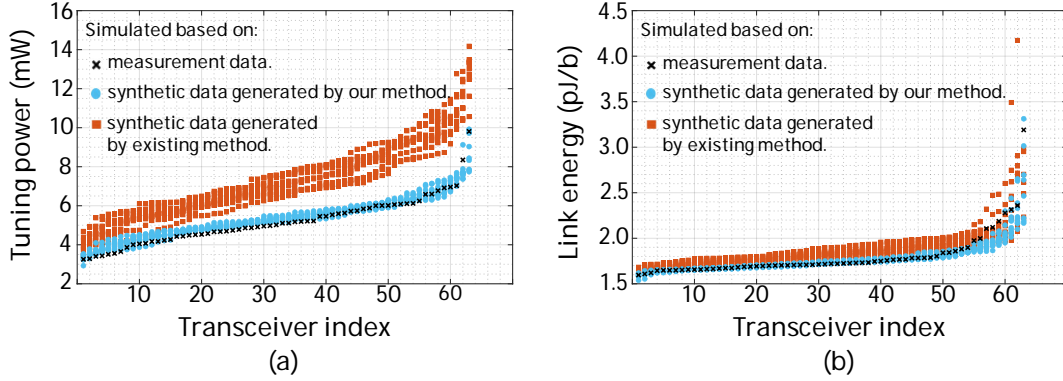 16
14
12
10
8
6
4
2
Tuning power (mW)
Simulated based on:
measurement data.
synthetic data generated by our method.
synthetic data generated
by existing method.
10 20 30 40 50 60
Transceiver index
(a)
4.5
4.0
3.5
3.0
2.5
2.0
1.5
Link energy (pJ/b)
Simulated based on:
measurement data.
synthetic data generated by our method.
synthetic data generated
by existing method.
10 20 30 40 50 60
Transceiver index
(b)